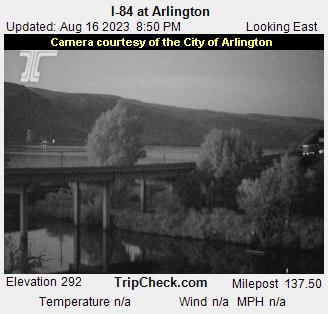 I-84 at Arlington
Updated: Aug 16 2023 8:50 PM Looking East
Camera courtesy of the City of Arlington
Elevation 292 TripCheck.com Milepost 137.50
Temperature n/a Wind n/a MPH n/a